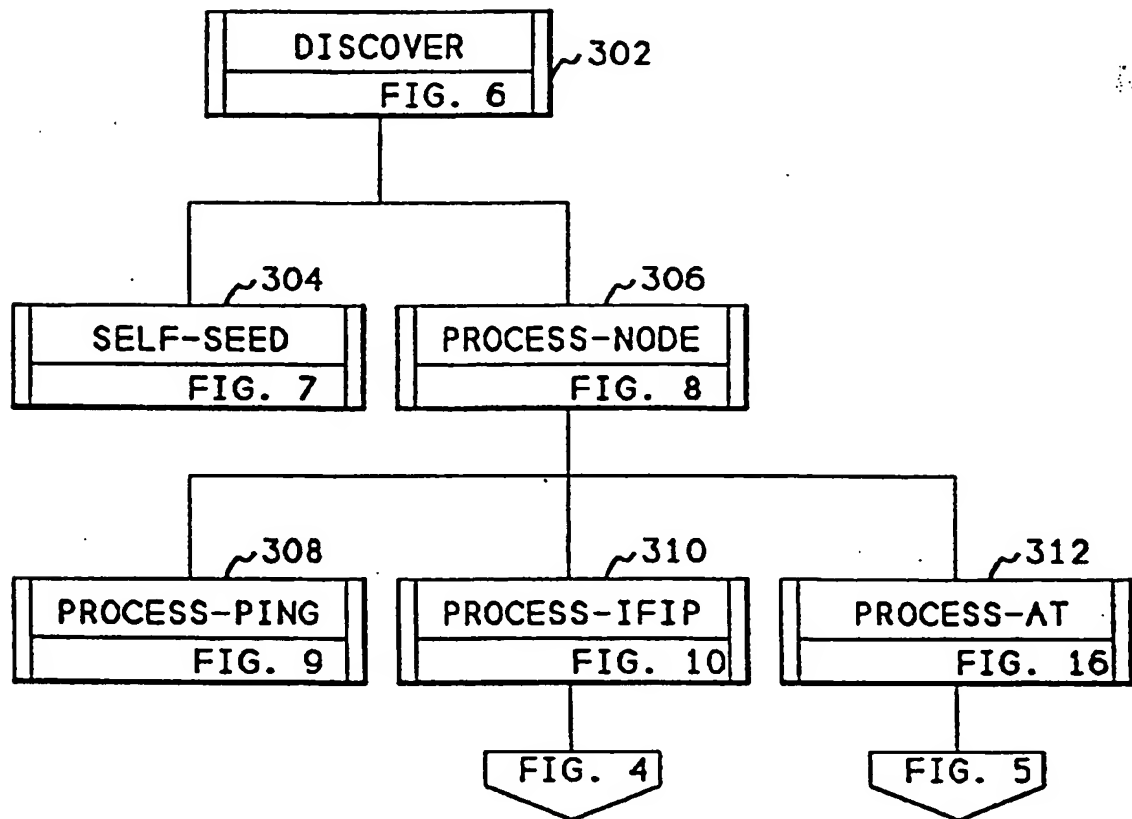 DISCOVER
FIG. 6
302
304
SELF-SEED
FIG. 7
306
PROCESS-NODE
FIG. 8
308
PROCESS-PING
FIG. 9
310
PROCESS-IFIP
FIG. 10
312
PROCESS-AT
FIG. 16
FIG. 4
FIG. 5